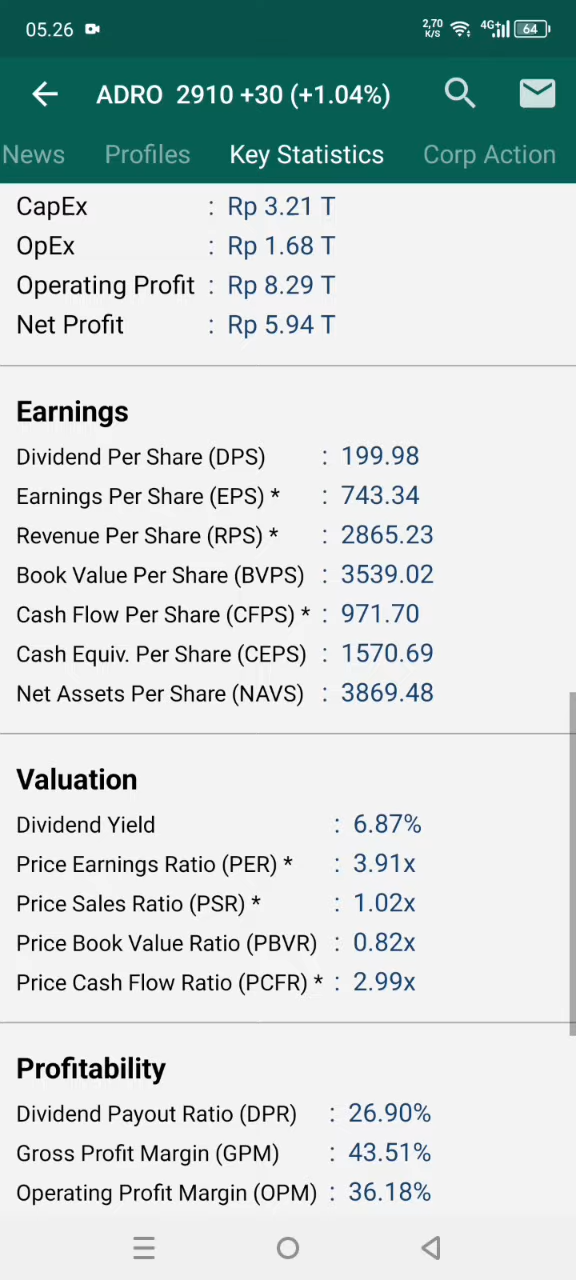 05.26 2,70 K/S 4G+ 64
ADRO 2910 +30 (+1.04%)
News Profiles Key Statistics Corp Action
CapEx : Rp 3.21 T
OpEx : Rp 1.68 T
Operating Profit : Rp 8.29 T
Net Profit : Rp 5.94 T
Earnings
Dividend Per Share (DPS) : 199.98
Earnings Per Share (EPS) * : 743.34
Revenue Per Share (RPS) * : 2865.23
Book Value Per Share (BVPS) : 3539.02
Cash Flow Per Share (CFPS) * : 971.70
Cash Equiv. Per Share (CEPS) : 1570.69
Net Assets Per Share (NAVS) : 3869.48
Valuation
Dividend Yield : 6.87%
Price Earnings Ratio (PER) * : 3.91x
Price Sales Ratio (PSR) * : 1.02x
Price Book Value Ratio (PBVR) : 0.82x
Price Cash Flow Ratio (PCFR) * : 2.99x
Profitability
Dividend Payout Ratio (DPR) : 26.90%
Gross Profit Margin (GPM) : 43.51%
Operating Profit Margin (OPM) : 36.18%